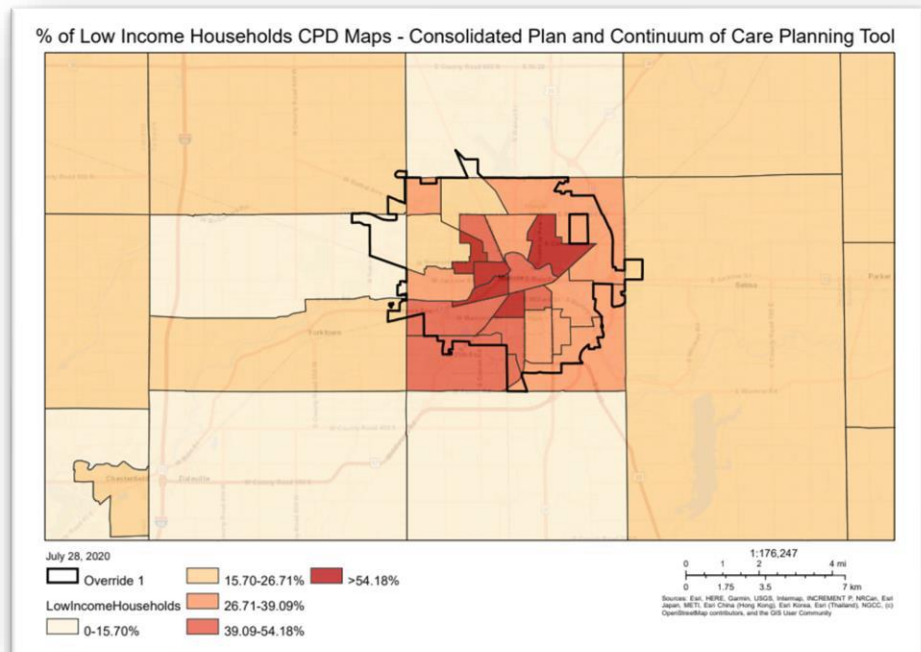 % of Low Income Households CPD Maps - Consolidated Plan and Continuum of Care Planning Tool
Selma
Parker
Yorktown
Chesterfield
Daleville
July 28, 2020
Override 1
LowIncomeHouseholds
0-15.70%
15.70-26.71%
26.71-39.09%
39.09-54.18%
>54.18%
1:176,247
0 1 2 4 mi
0 1.75 3.5 7 km
Sources: Esri, HERE, Garmin, USGS, Intermap, INCREMENT P, NRCan, Esri
Japan, METI, Esri China (Hong Kong), Esri Korea, Esri (Thailand), NGCC, (c)
OpenStreetMap contributors, and the GIS User Community